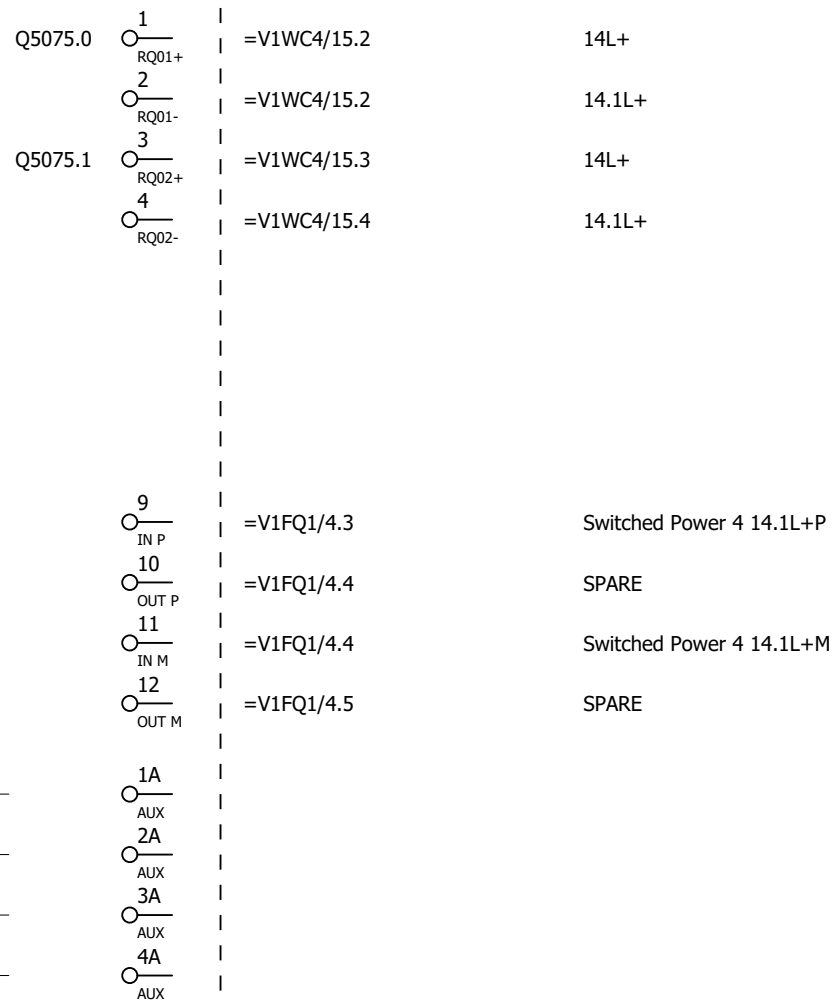 1
Q5075.0 =V1WC4/15.2 14L+
RQ01+
2
=V1WC4/15.2 14.1L+
RQ01-
3
Q5075.1 =V1WC4/15.3 14L+
RQ02+
4
=V1WC4/15.4 14.1L+
RQ02-
9
=V1FQ1/4.3 Switched Power 4 14.1L+P
IN P
10
=V1FQ1/4.4 SPARE
OUT P
11
=V1FQ1/4.4 Switched Power 4 14.1L+M
IN M
12
=V1FQ1/4.5 SPARE
OUT M
1A
AUX
2A
AUX
3A
AUX
4A
AUX